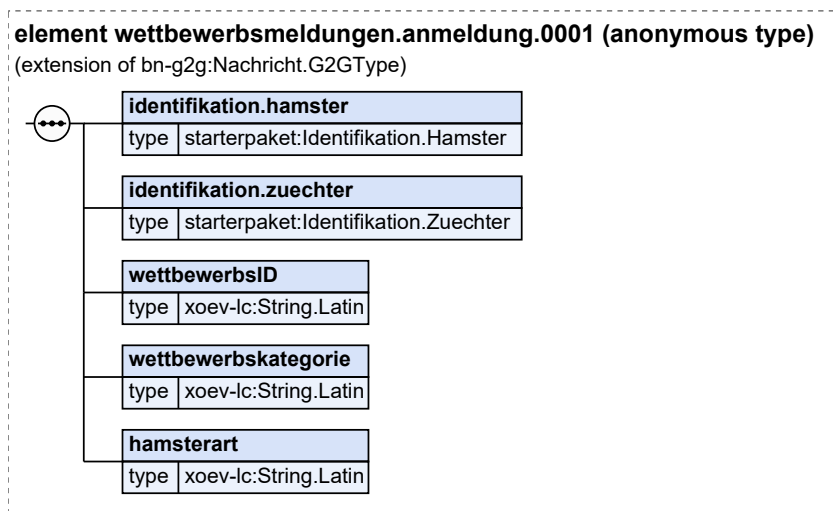 element wettbewerbsmeldungen.anmeldung.0001 (anonymous type)
(extension of bn-g2g:Nachricht.G2GType)
identifikation.hamster
type starterpaket:Identifikation.Hamster
identifikation.zuechter
type starterpaket:Identifikation.Zuechter
wettbewerbsID
type xoev-lc:String.Latin
wettbewerbskategorie
type xoev-lc:String.Latin
hamsterart
type xoev-lc:String.Latin